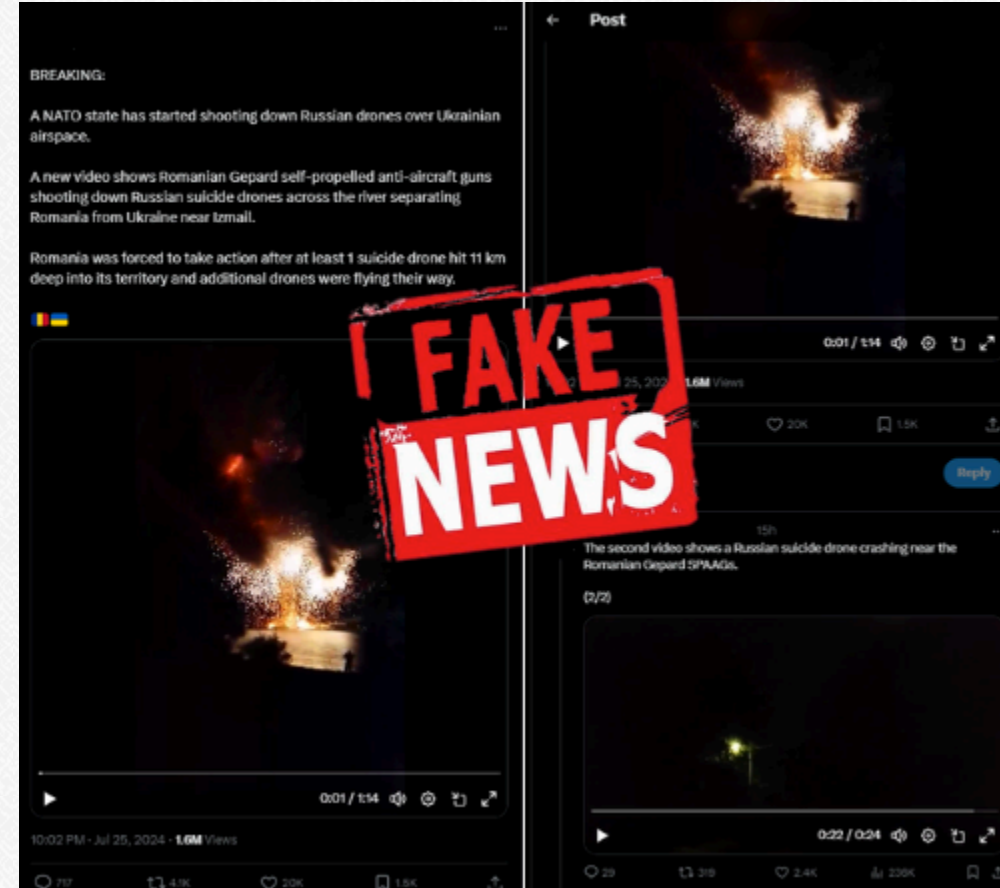 BREAKING:
A NATO state has started shooting down Russian drones over Ukrainian
airspace.
A new video shows Romanian Gepard self-propelled anti-aircraft guns
shooting down Russian suicide drones across the river separating
Romania from Ukraine near Izmail.
Romania was forced to take action after at least 1 suicide drone hit 11 km
deep into its territory and additional drones were flying their way.
0:01 / 1:14
10:02 PM · Jul 25, 2024 · 1.6M Views
717 4.1K 20K 1.5K
FAKE
NEWS
Post
0:01 / 1:14
25, 202 1.6M Views
K 20K 1.5K
Reply
15h
The second video shows a Russian suicide drone crashing near the
Romanian Gepard SPAAGs.
(2/2)
0:22 / 0:24
29 319 2.4K 236K